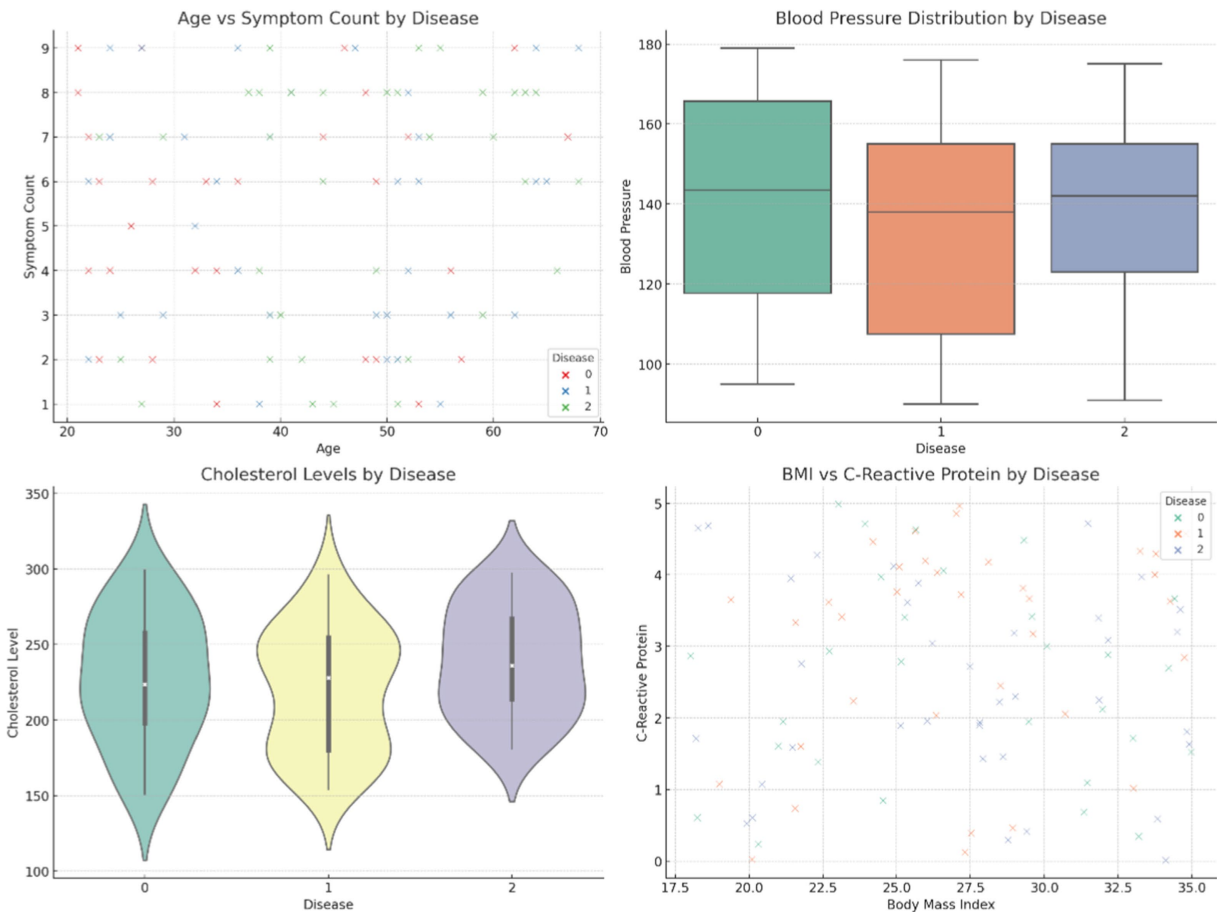 Age vs Symptom Count by Disease
9
8
7
6
5
4
3
2
1
Symptom Count
20 30 40 50 60 70
Age
Disease
0
1
2
Blood Pressure Distribution by Disease
180
160
140
120
100
Blood Pressure
0 1 2
Disease
Cholesterol Levels by Disease
350
300
250
200
150
100
Cholesterol Level
0 1 2
Disease
BMI vs C-Reactive Protein by Disease
5
4
3
2
1
0
C-Reactive Protein
17.5 20.0 22.5 25.0 27.5 30.0 32.5 35.0
Body Mass Index
Disease
0
1
2